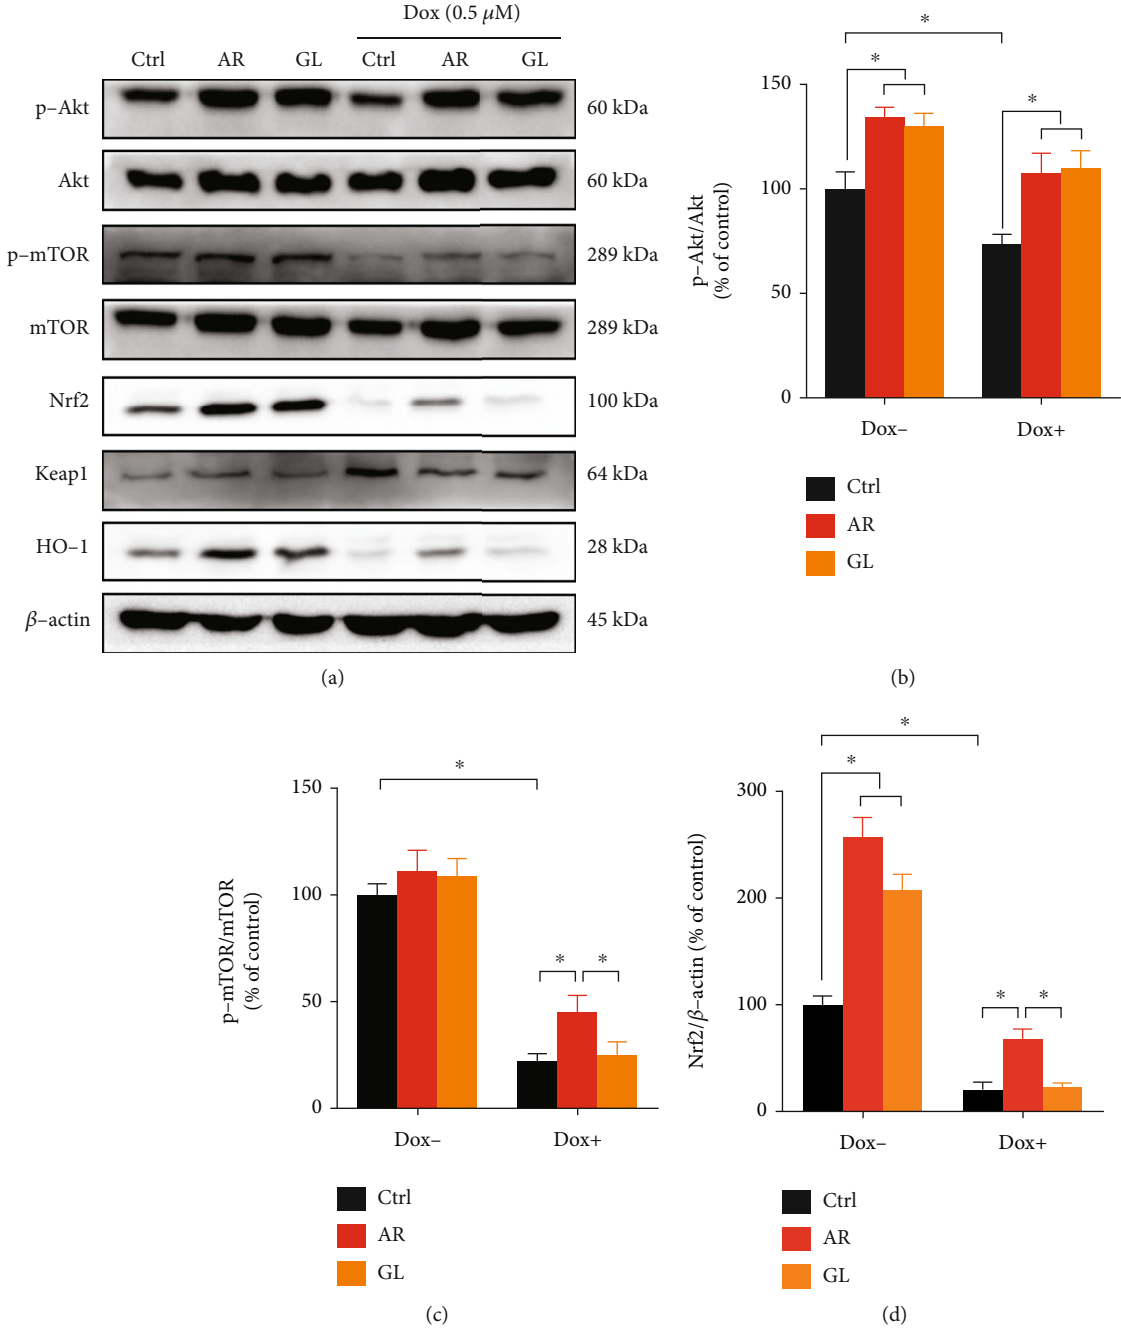 Dox (0.5 μM)
Ctrl AR GL Ctrl AR GL
p–Akt 60 kDa
Akt 60 kDa
p–mTOR 289 kDa
mTOR 289 kDa
Nrf2 100 kDa
Keap1 64 kDa
HO–1 28 kDa
β–actin 45 kDa
(a)
p–Akt/Akt
(% of control)
150
100
50
0
*
*
*
Dox– Dox+
Ctrl
AR
GL
(b)
p–mTOR/mTOR
(% of control)
150
100
50
0
*
* *
Dox– Dox+
Ctrl
AR
GL
(c)
Nrf2/β–actin (% of control)
300
200
100
0
*
*
* *
Dox– Dox+
Ctrl
AR
GL
(d)